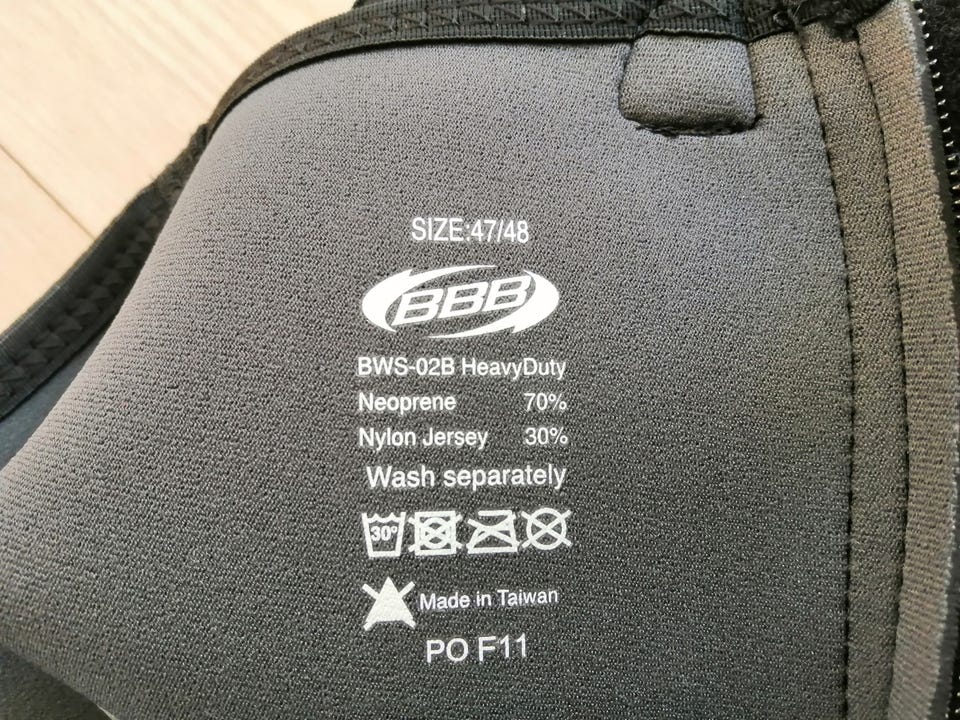 SIZE:47/48
BBB
BWS-02B HeavyDuty
Neoprene 70%
Nylon Jersey 30%
Wash separately
30°
Made in Taiwan
PO F11